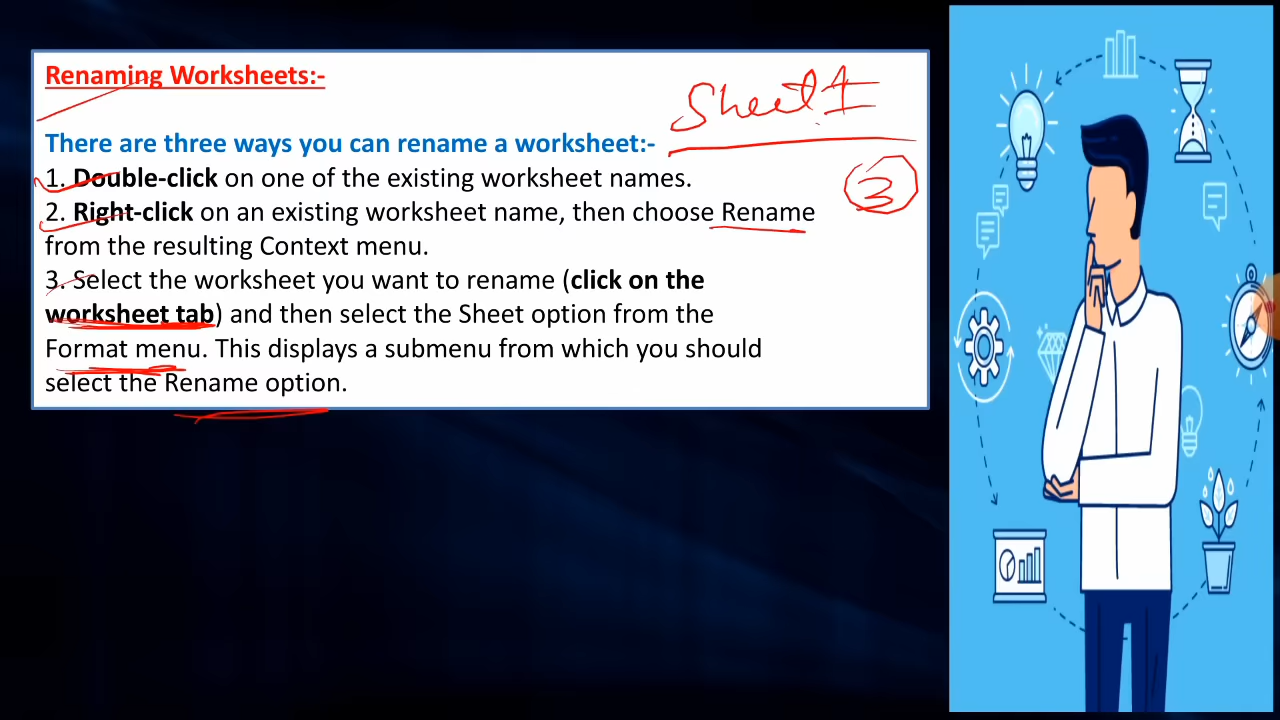 Renaming Worksheets:-
Sheet 1
There are three ways you can rename a worksheet:-
1. Double-click on one of the existing worksheet names.
3
2. Right-click on an existing worksheet name, then choose Rename
from the resulting Context menu.
3. Select the worksheet you want to rename (click on the
worksheet tab) and then select the Sheet option from the
Format menu. This displays a submenu from which you should
select the Rename option.